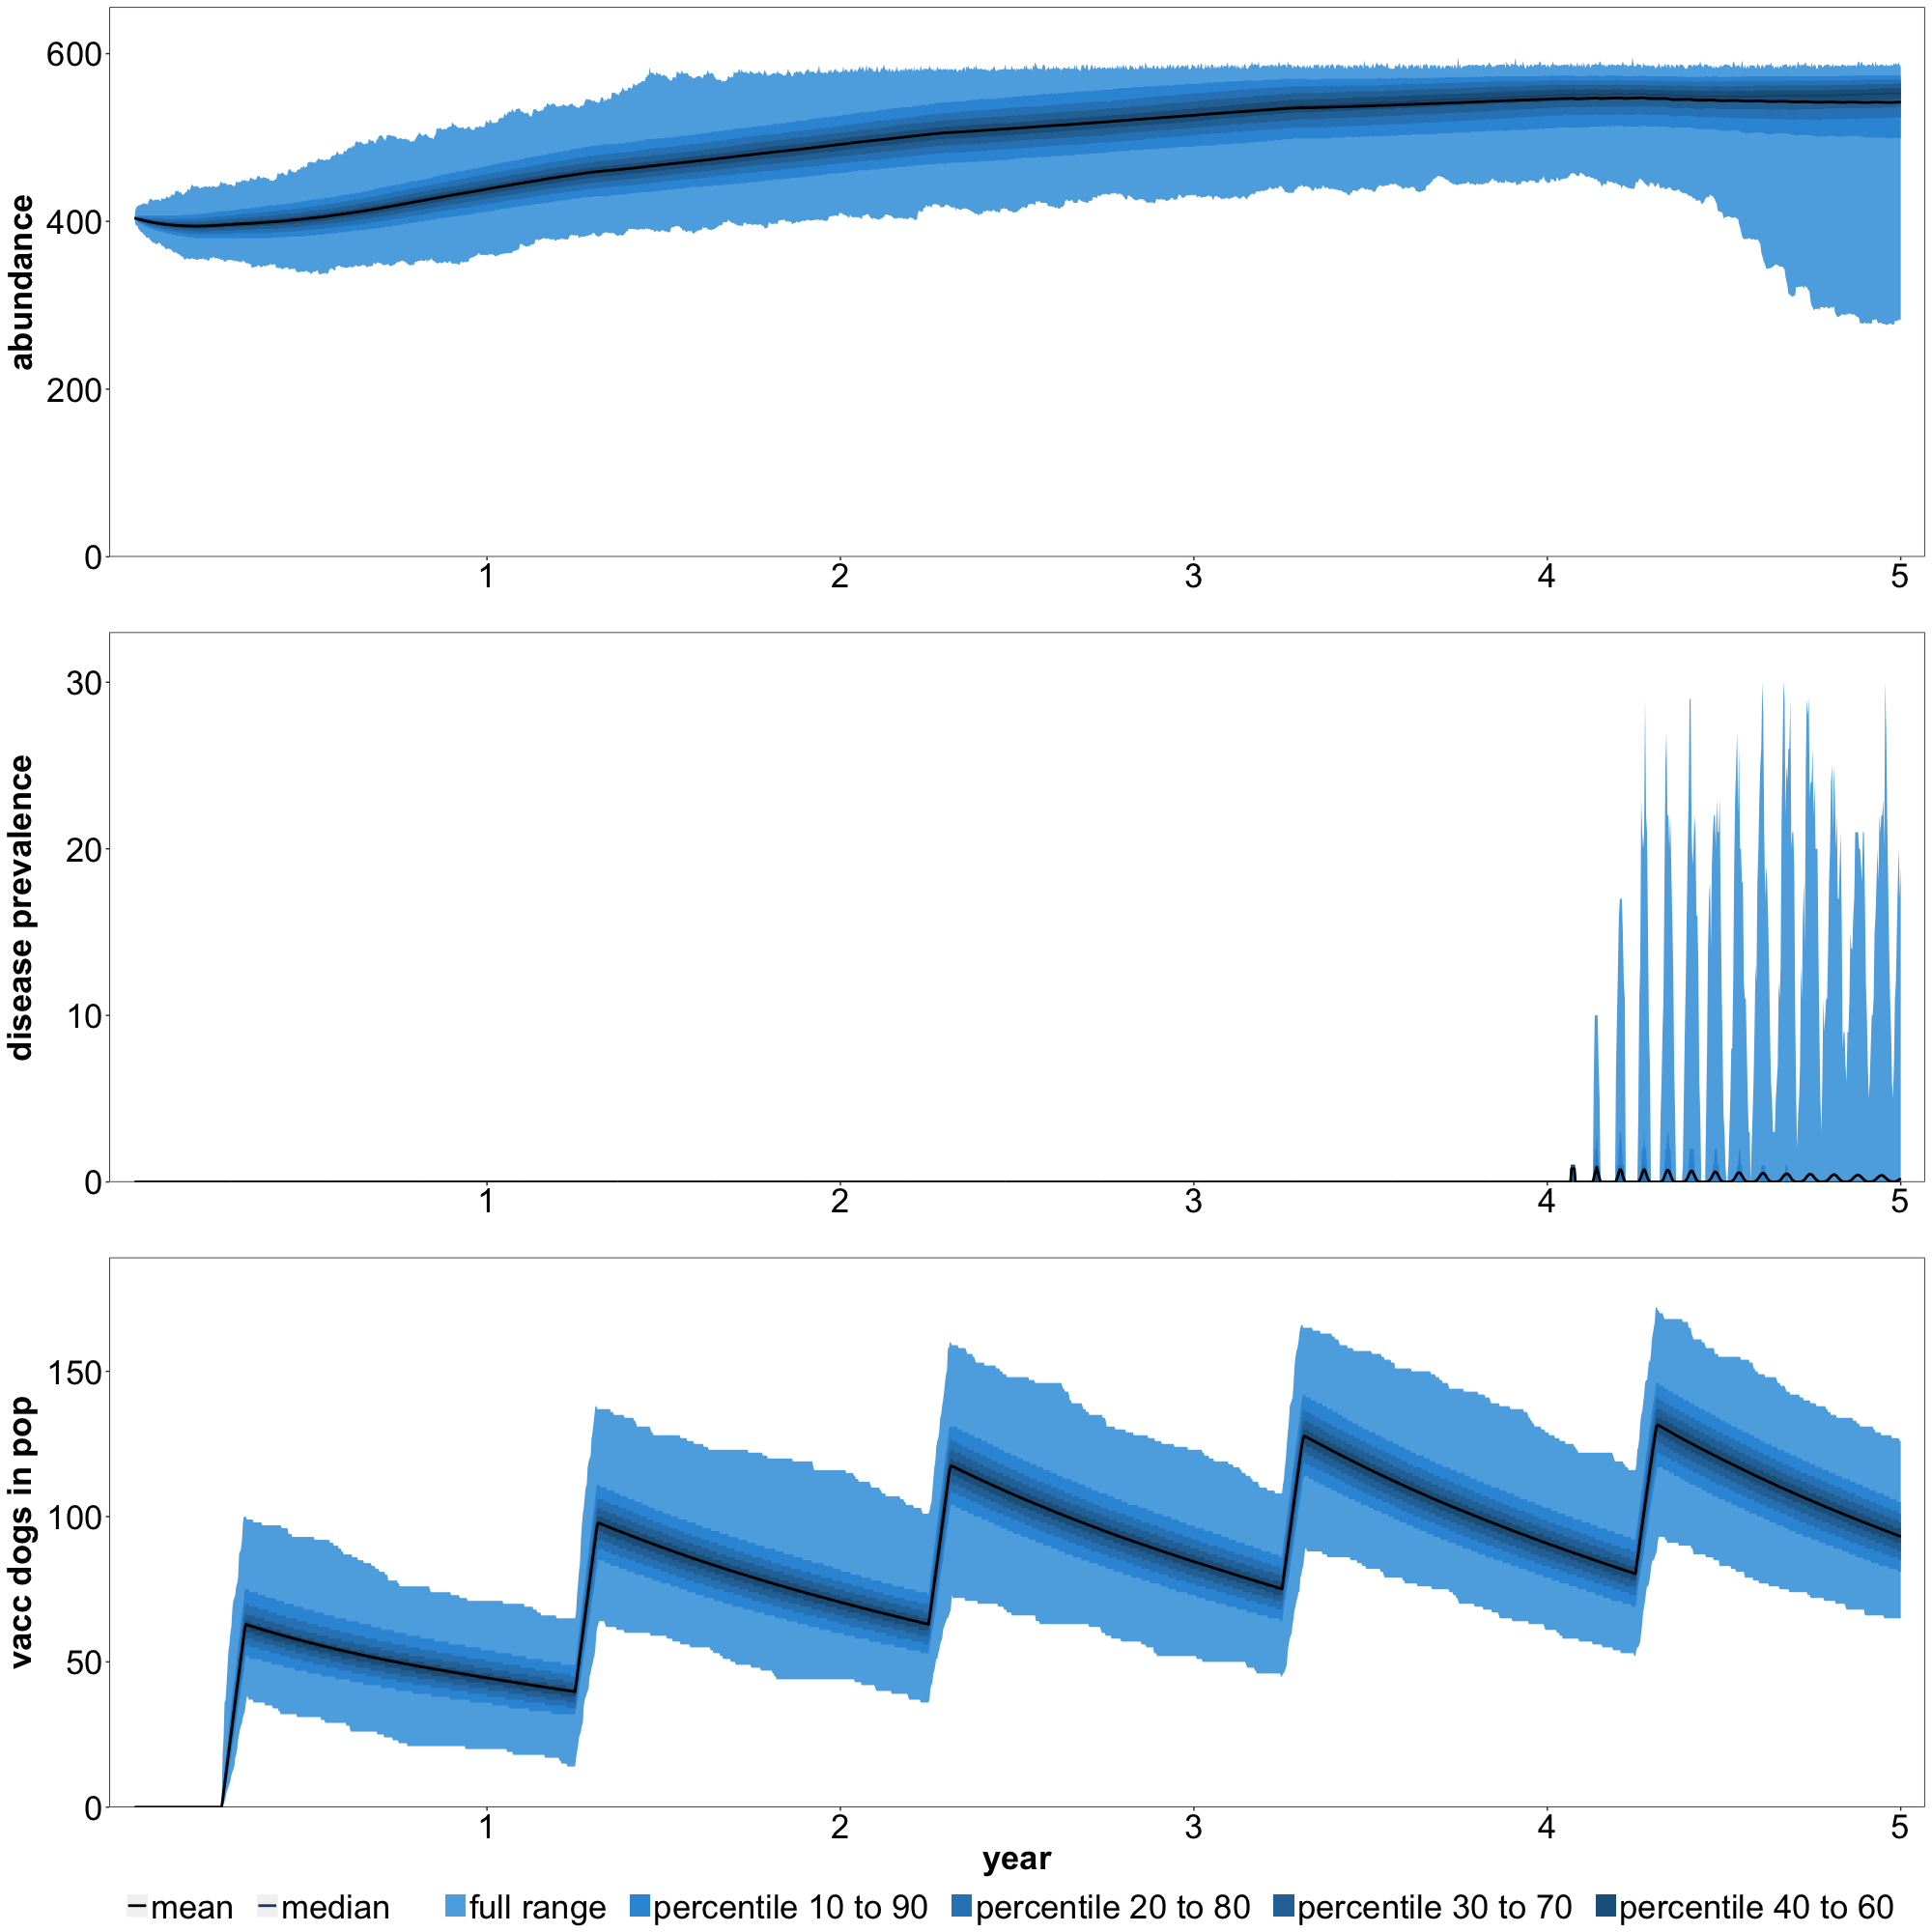 600
400
200
0
abundance
1 2 3 4 5
30
20
10
0
disease prevalence
1 2 3 4 5
150
100
50
0
vacc dogs in pop
1 2 3 4 5
year
mean median full range percentile 10 to 90 percentile 20 to 80 percentile 30 to 70 percentile 40 to 60